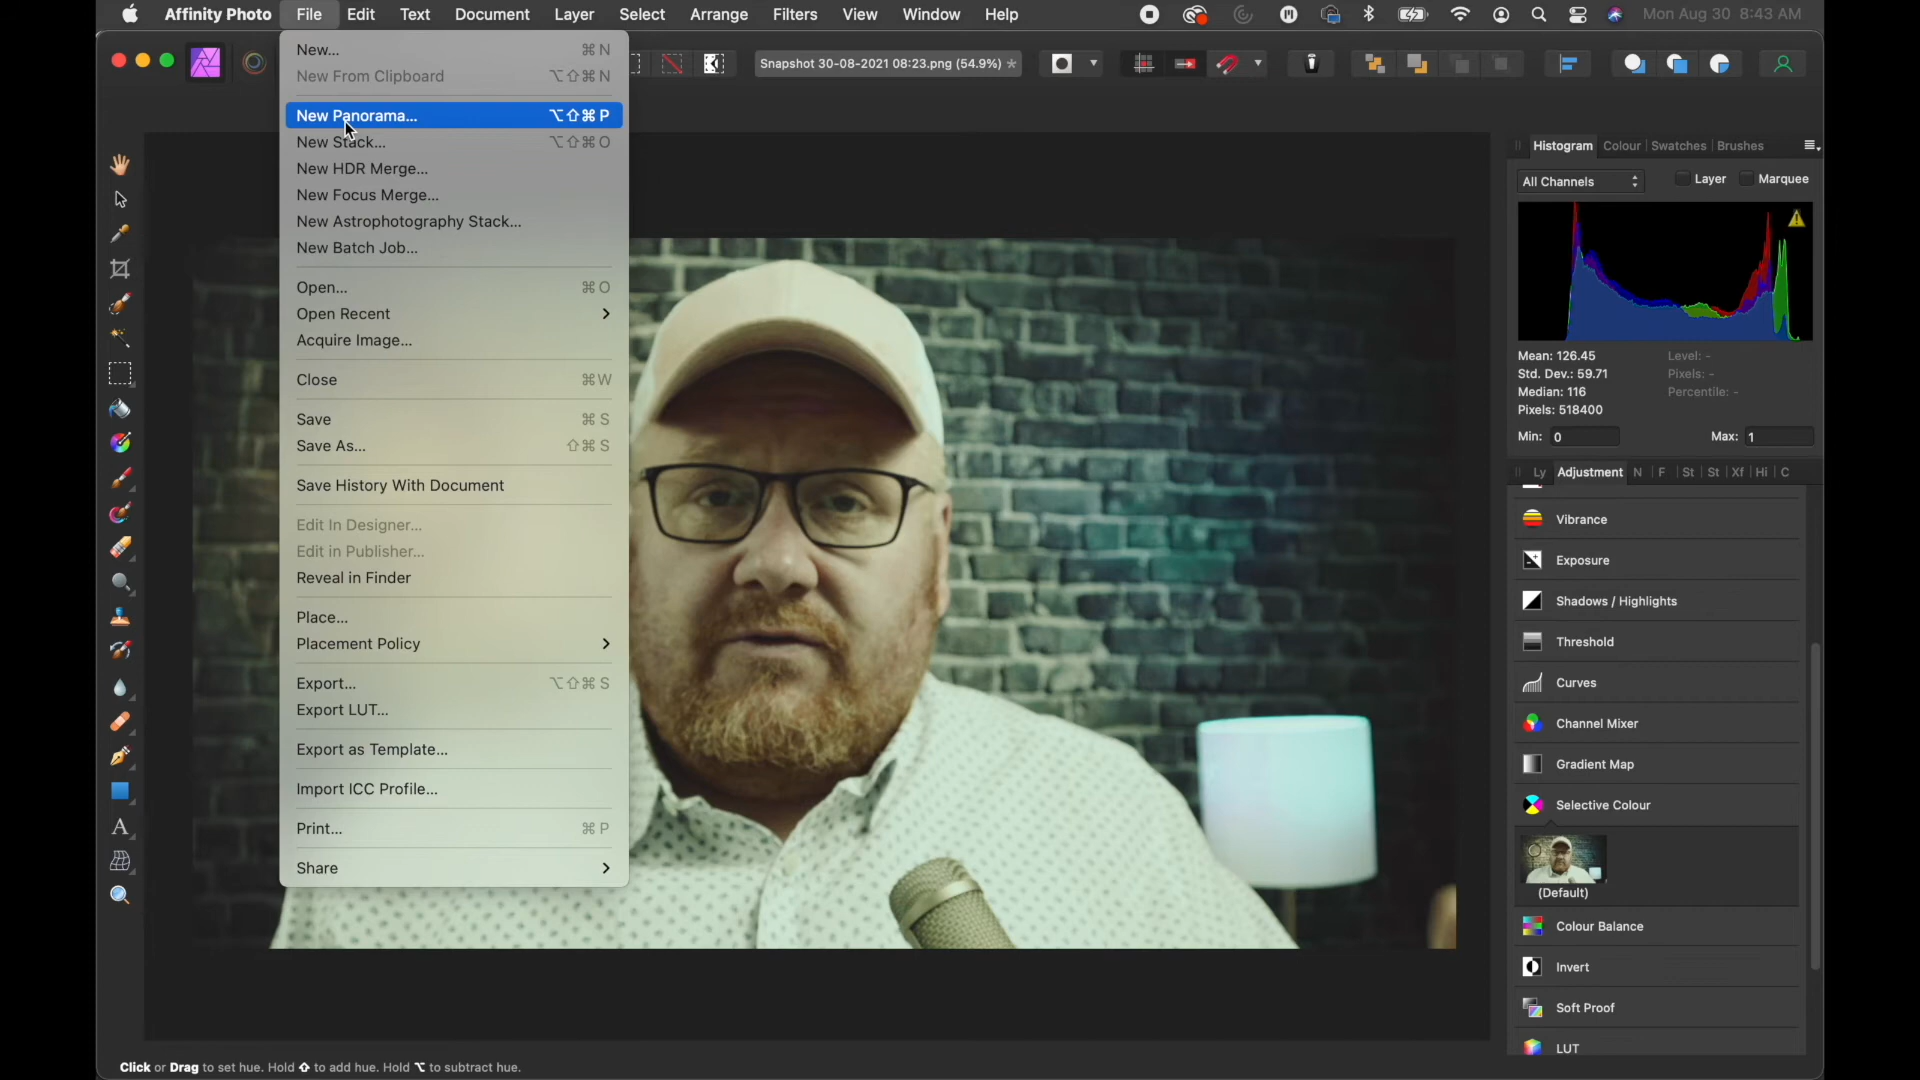 Affinity Photo File Edit Text Document Layer Select Arrange Filters View Window Help Mon Aug 30 8:43 AM
Snapshot 30-08-2021 08:23.png (54.9%) *
New... ⌘ N
New From Clipboard ⌥⇧⌘ N
New Panorama... ⌥⇧⌘ P
New Stack... ⌥⇧⌘ O
New HDR Merge...
New Focus Merge...
New Astrophotography Stack...
New Batch Job...
Open... ⌘ O
Open Recent
Acquire Image...
Close ⌘ W
Save ⌘ S
Save As... ⇧⌘ S
Save History With Document
Edit In Designer...
Edit in Publisher...
Reveal in Finder
Place...
Placement Policy
Export... ⌥⇧⌘ S
Export LUT...
Export as Template...
Import ICC Profile...
Print... ⌘ P
Share
Histogram Colour Swatches Brushes
All Channels Layer Marquee
Mean: 126.45 Level: -
Std. Dev.: 59.71 Pixels: -
Median: 116 Percentile: -
Pixels: 518400
Min: 0 Max: 1
Ly Adjustment N F St St Xf Hi C
Vibrance
Exposure
Shadows / Highlights
Threshold
Curves
Channel Mixer
Gradient Map
Selective Colour
(Default)
Colour Balance
Invert
Soft Proof
LUT
Click or Drag to set hue. Hold ⇧ to add hue. Hold ⌥ to subtract hue.